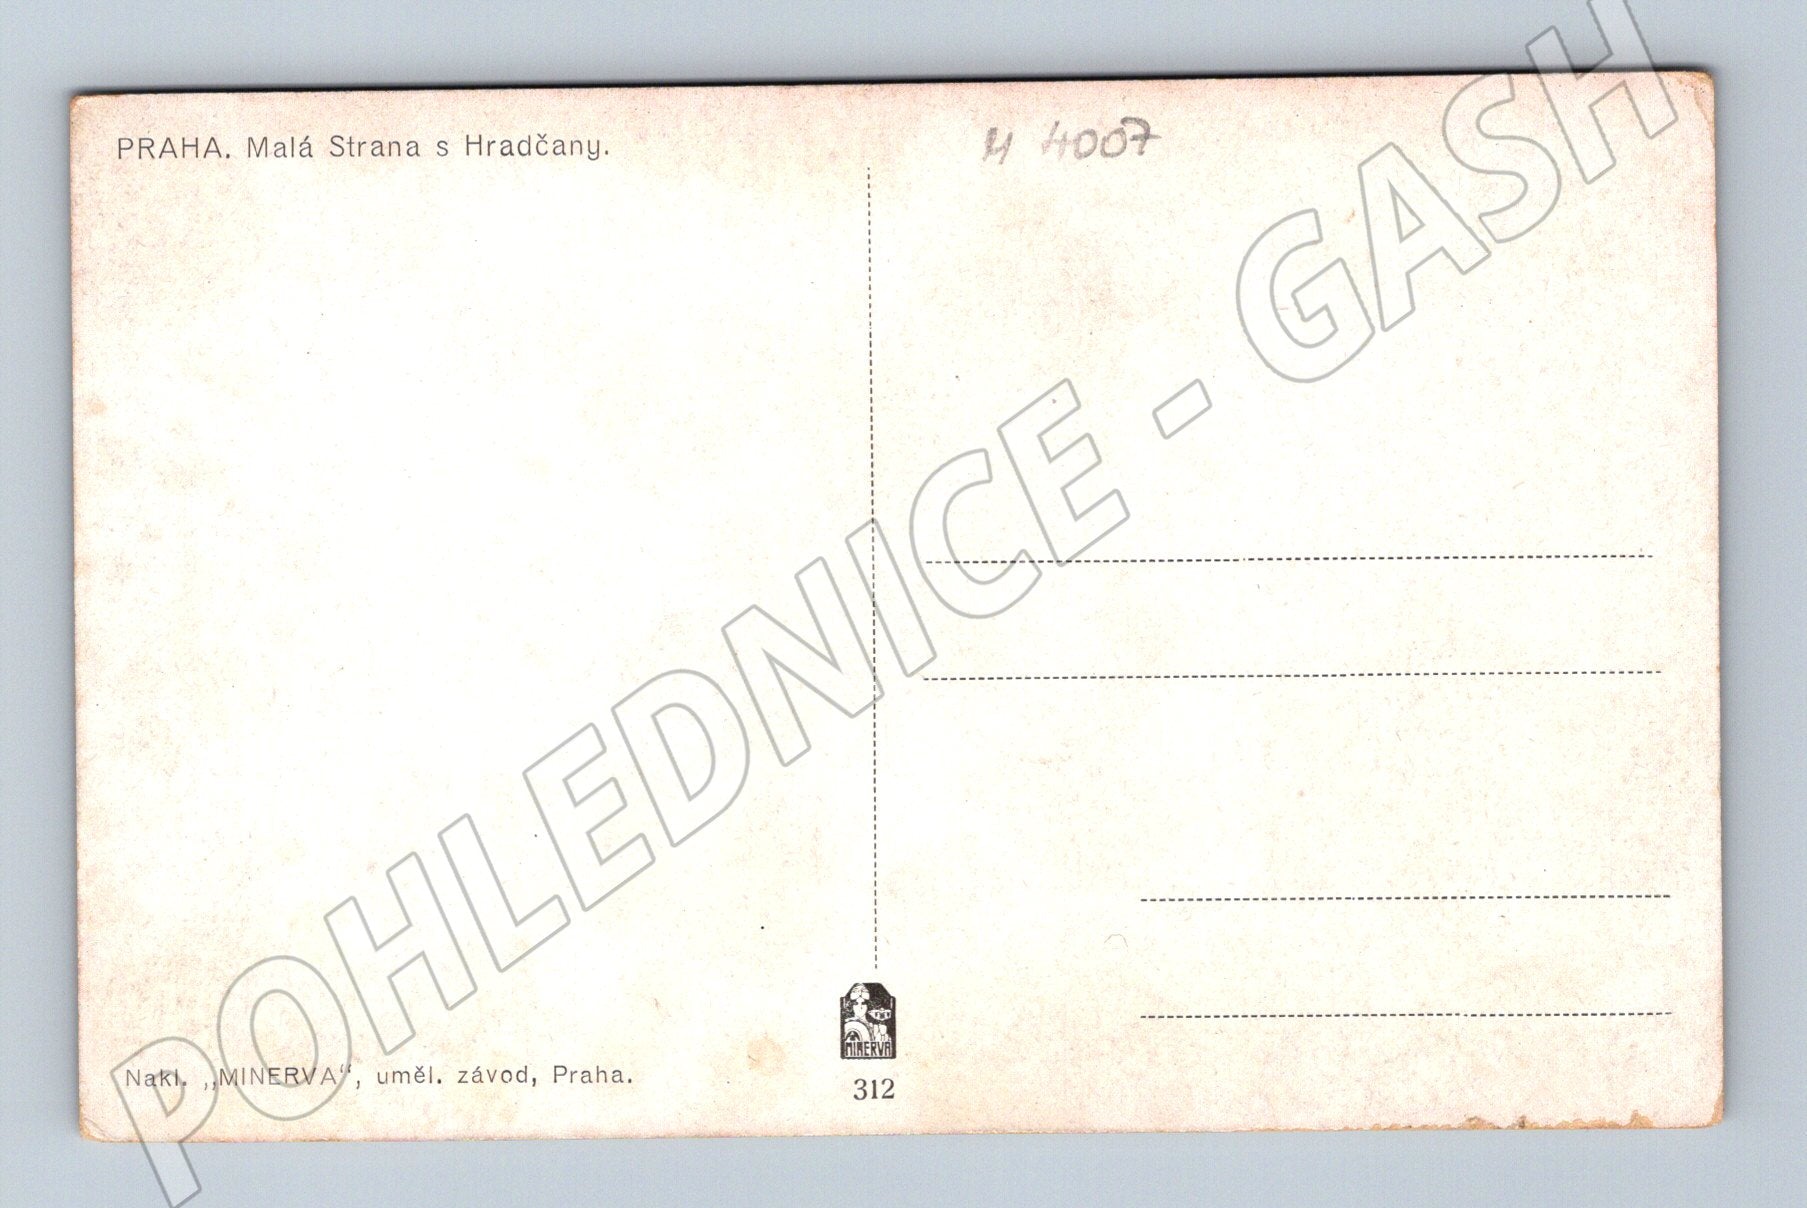 PRAHA. Malá Strana s Hradčany.
4007
POHLEDNICE - GASH
MINERVA
Nakl. „MINERVA“, uměl. závod, Praha.
312